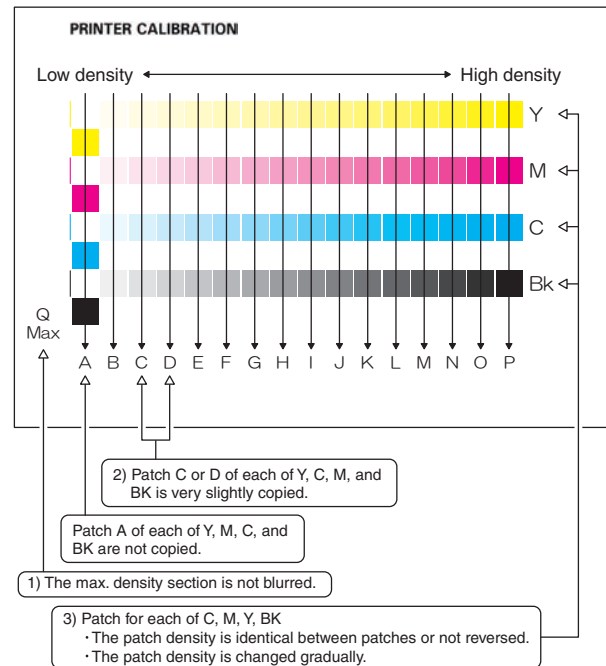 PRINTER CALIBRATION
Low density High density
Y
M
C
Bk
Q
Max
A B C D E F G H I J K L M N O P
2) Patch C or D of each of Y, C, M, and
BK is very slightly copied.
Patch A of each of Y, M, C, and
BK are not copied.
1) The max. density section is not blurred.
3) Patch for each of C, M, Y, BK
· The patch density is identical between patches or not reversed.
· The patch density is changed gradually.